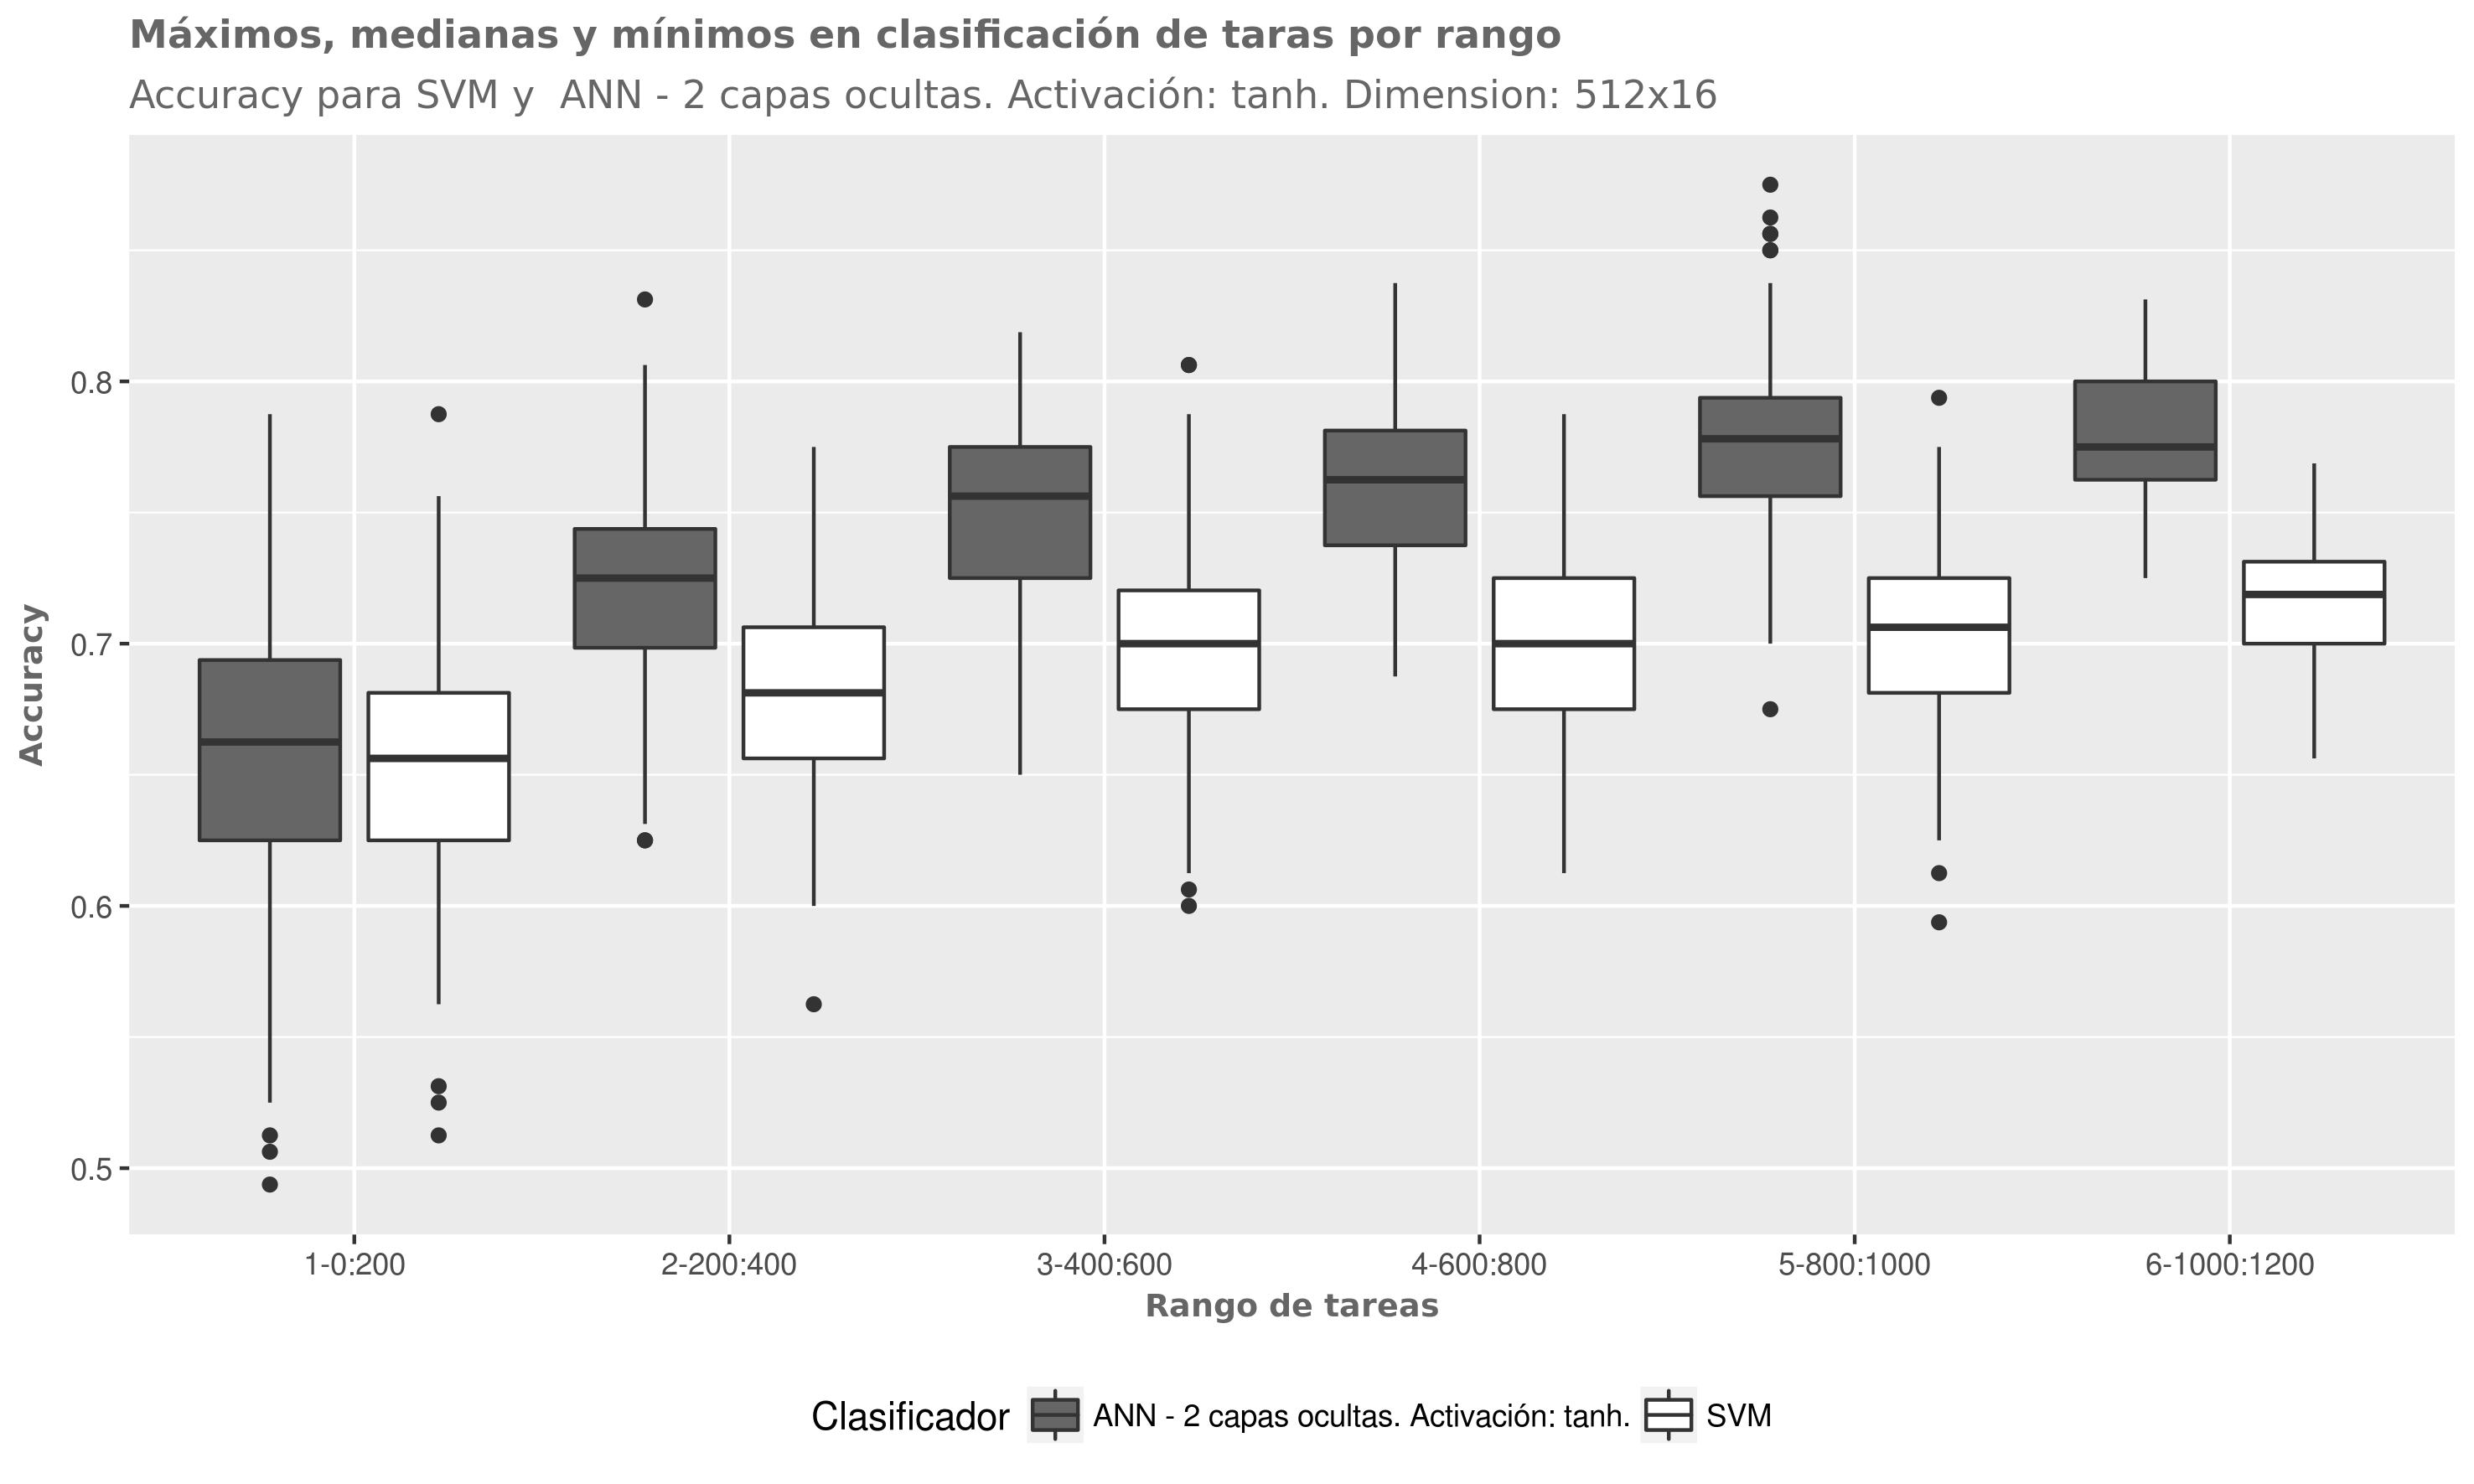 Máximos, medianas y mínimos en clasificación de taras por rango
Accuracy para SVM y  ANN - 2 capas ocultas. Activación: tanh. Dimension: 512x16
Accuracy
0.8
0.7
0.6
0.5
1-0:200 2-200:400 3-400:600 4-600:800 5-800:1000 6-1000:1200
Rango de tareas
Clasificador ANN - 2 capas ocultas. Activación: tanh. SVM